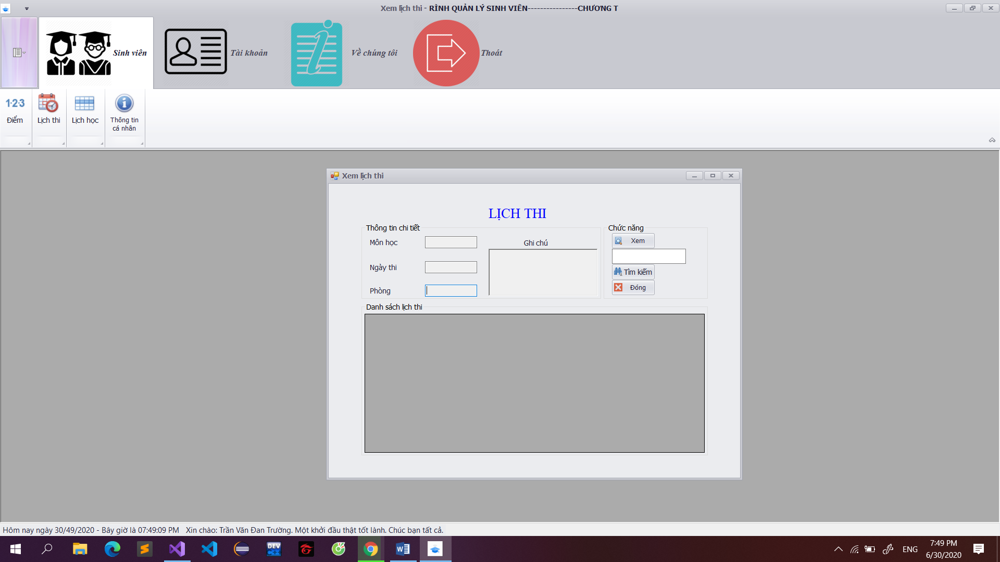 Xem lịch thi - RÌNH QUẢN LÝ SINH VIÊN----------------CHƯƠNG T
Sinh viên
Tài khoản
Về chúng tôi
Thoát
1·2·3
Điểm
Lịch thi
Lịch học
Thông tin
cá nhân
Xem lịch thi
LỊCH THI
Thông tin chi tiết
Môn học
Ghi chú
Ngày thi
Phòng
Chức năng
Xem
Tìm kiếm
Đóng
Danh sách lịch thi
Hôm nay ngày 30/49/2020 - Bây giờ là 07:49:09 PM Xin chào: Trần Văn Đan Trường. Một khởi đầu thật tốt lành. Chúc bạn tất cả.
DEV
C++
ENG
7:49 PM
6/30/2020